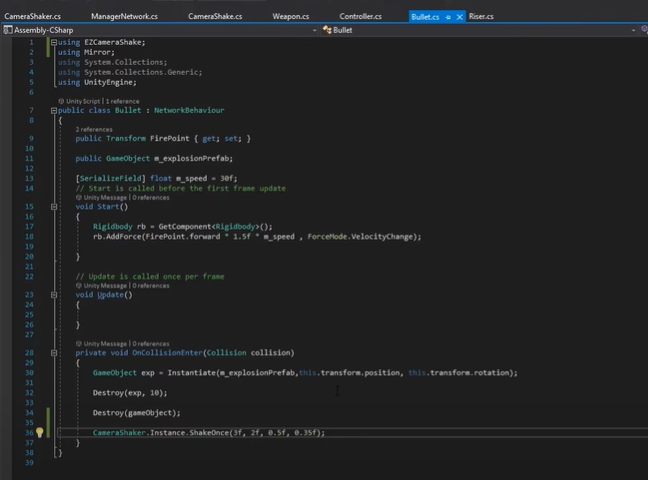 CameraShaker.cs ManagerNetwork.cs CameraShake.cs Weapon.cs Controller.cs Bullet.cs Riser.cs
Assembly-CSharp Bullet
1 using EZCameraShake;
2 using Mirror;
3 using System.Collections;
4 using System.Collections.Generic;
5 using UnityEngine;
6
Unity Script | 1 reference
7 public class Bullet : NetworkBehaviour
8 {
2 references
9 public Transform FirePoint { get; set; }
10
11 public GameObject m_explosionPrefab;
12
13 [SerializeField] float m_speed = 30f;
14 // Start is called before the first frame update
Unity Message | 0 references
15 void Start()
16 {
17 Rigidbody rb = GetComponent<Rigidbody>();
18 rb.AddForce(FirePoint.forward * 1.5f * m_speed , ForceMode.VelocityChange);
19
20 }
21
22 // Update is called once per frame
Unity Message | 0 references
23 void Update()
24 {
25
26 }
27
Unity Message | 0 references
28 private void OnCollisionEnter(Collision collision)
29 {
30 GameObject exp = Instantiate(m_explosionPrefab,this.transform.position, this.transform.rotation);
31
32 Destroy(exp, 10);
33
34 Destroy(gameObject);
35
36 CameraShaker.Instance.ShakeOnce(3f, 2f, 0.5f, 0.35f);
37 }
38 }
39